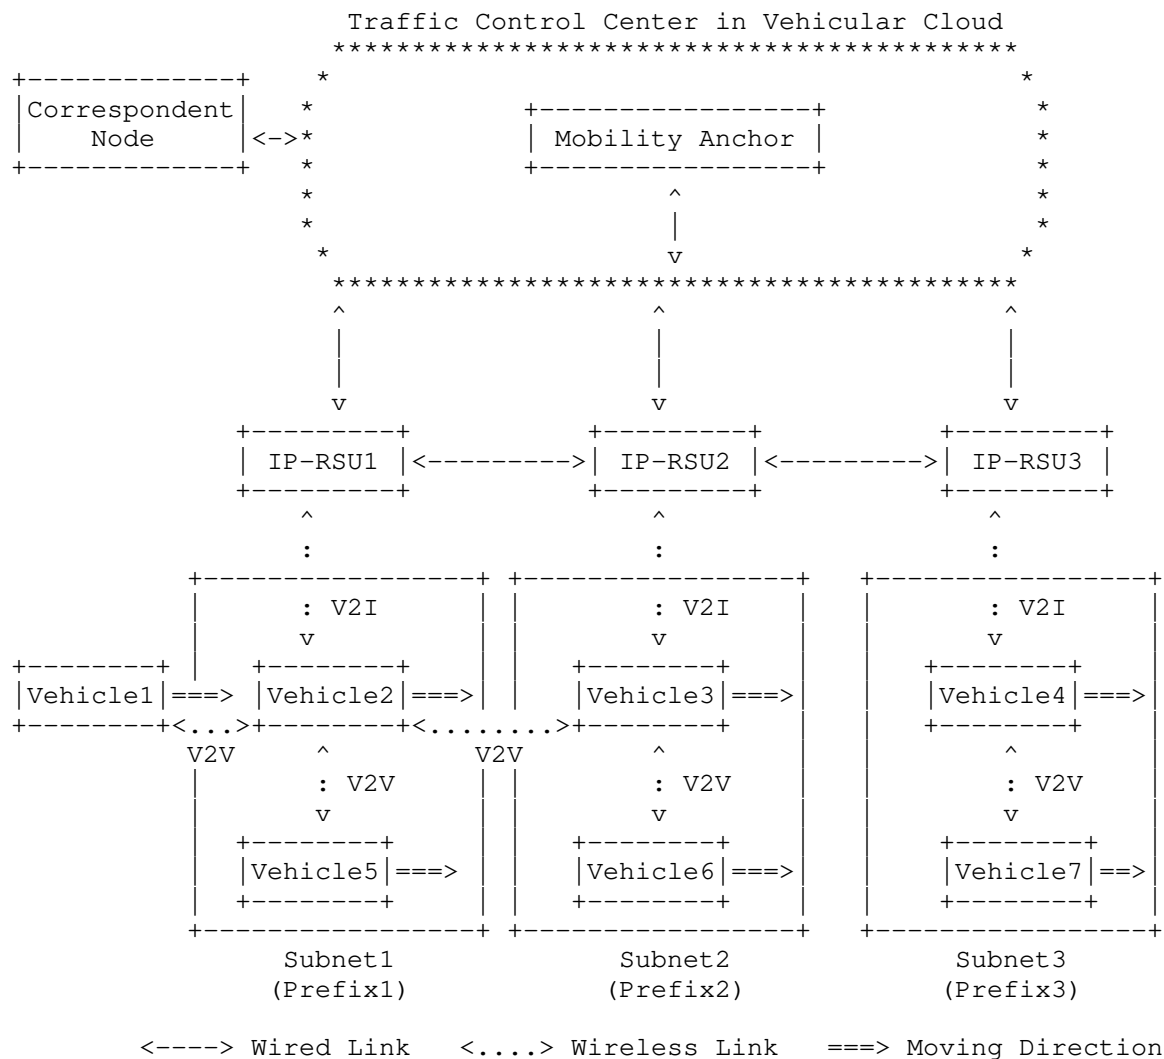 Traffic Control Center in Vehicular Cloud
Correspondent
Node
Mobility Anchor
IP-RSU1 IP-RSU2 IP-RSU3
V2I V2I V2I
Vehicle1 Vehicle2 Vehicle3 Vehicle4
V2V V2V
V2V V2V V2V
Vehicle5 Vehicle6 Vehicle7
Subnet1 Subnet2 Subnet3
(Prefix1) (Prefix2) (Prefix3)
<----> Wired Link <....> Wireless Link ===> Moving Direction